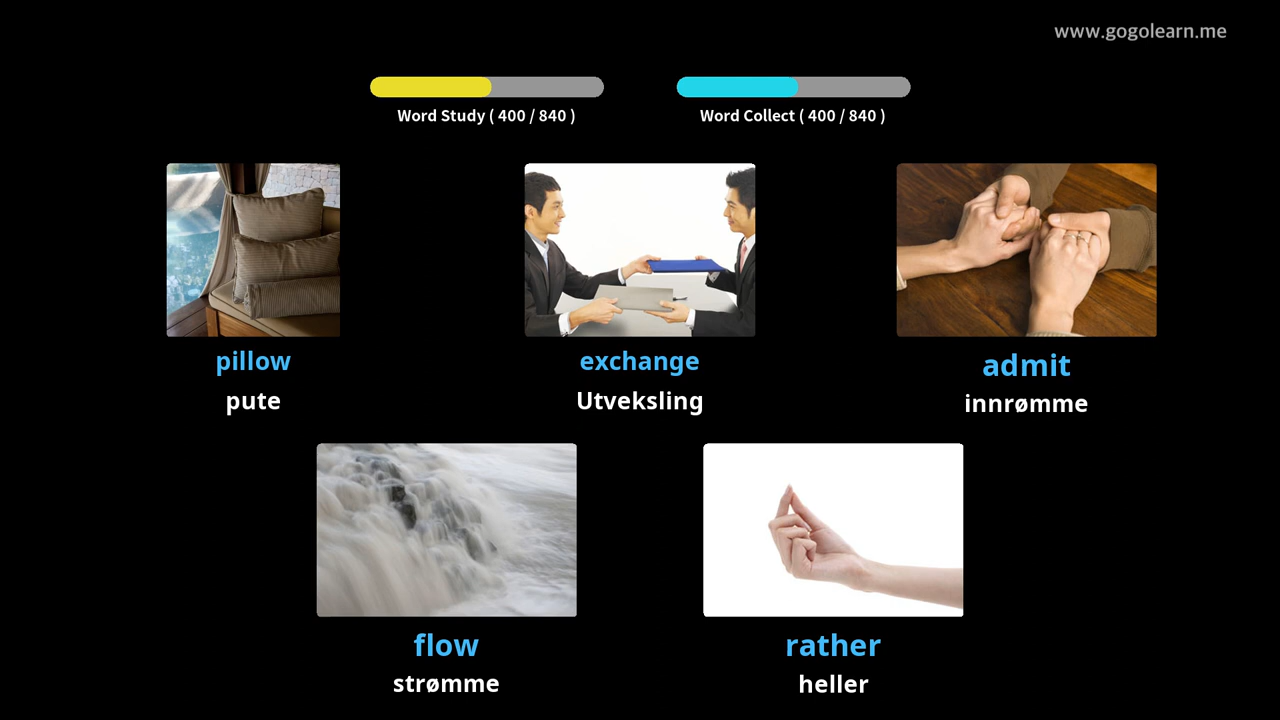 www.gogolearn.me
Word Study ( 400 / 840 )
Word Collect ( 400 / 840 )
pillow
pute
exchange
Utveksling
admit
innrømme
flow
strømme
rather
heller